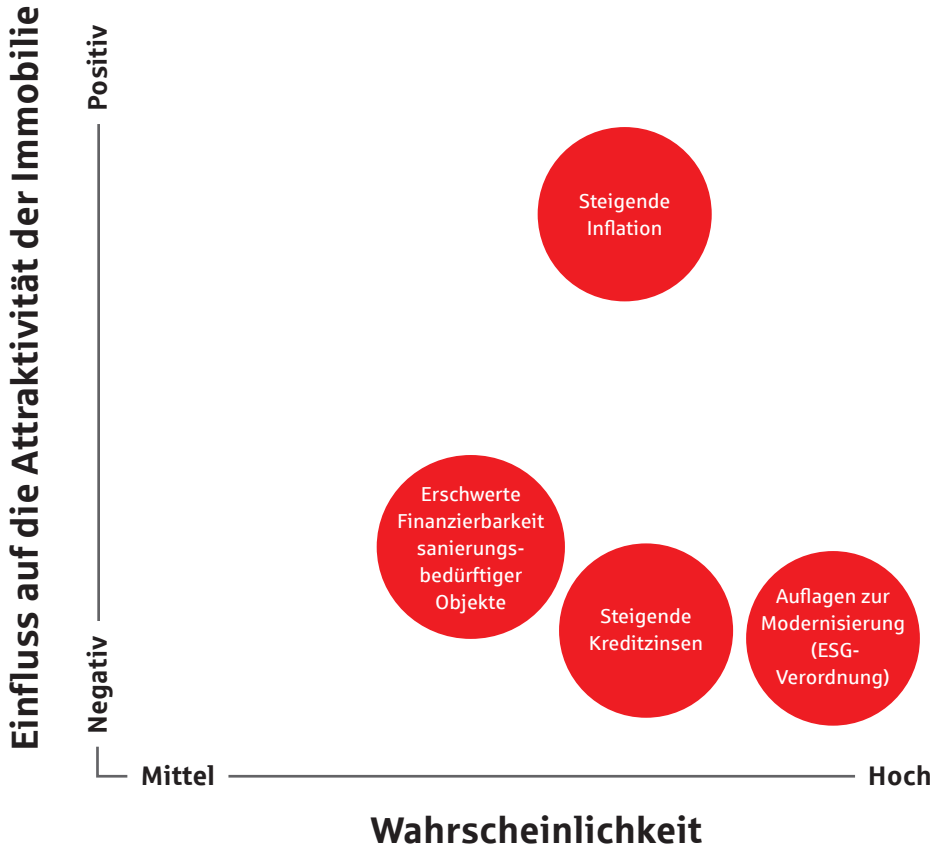 Einfluss auf die Attraktivität der Immobilie
Positiv
Negativ
Steigende
Inflation
Erschwerte
Finanzierbarkeit
sanierungs-
bedürftiger
Objekte
Steigende
Kreditzinsen
Auflagen zur
Modernisierung
(ESG-
Verordnung)
Mittel
Hoch
Wahrscheinlichkeit